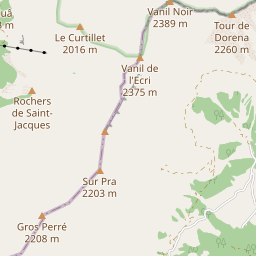 uâ
m
Vanil Noir
2389 m
Tour de
Dorena
2260 m
Le Curtillet
2016 m
Vanil de
l'Ecri
2375 m
Rochers
de Saint-
Jacques
Sur Pra
2203 m
Gros Perré
2208 m